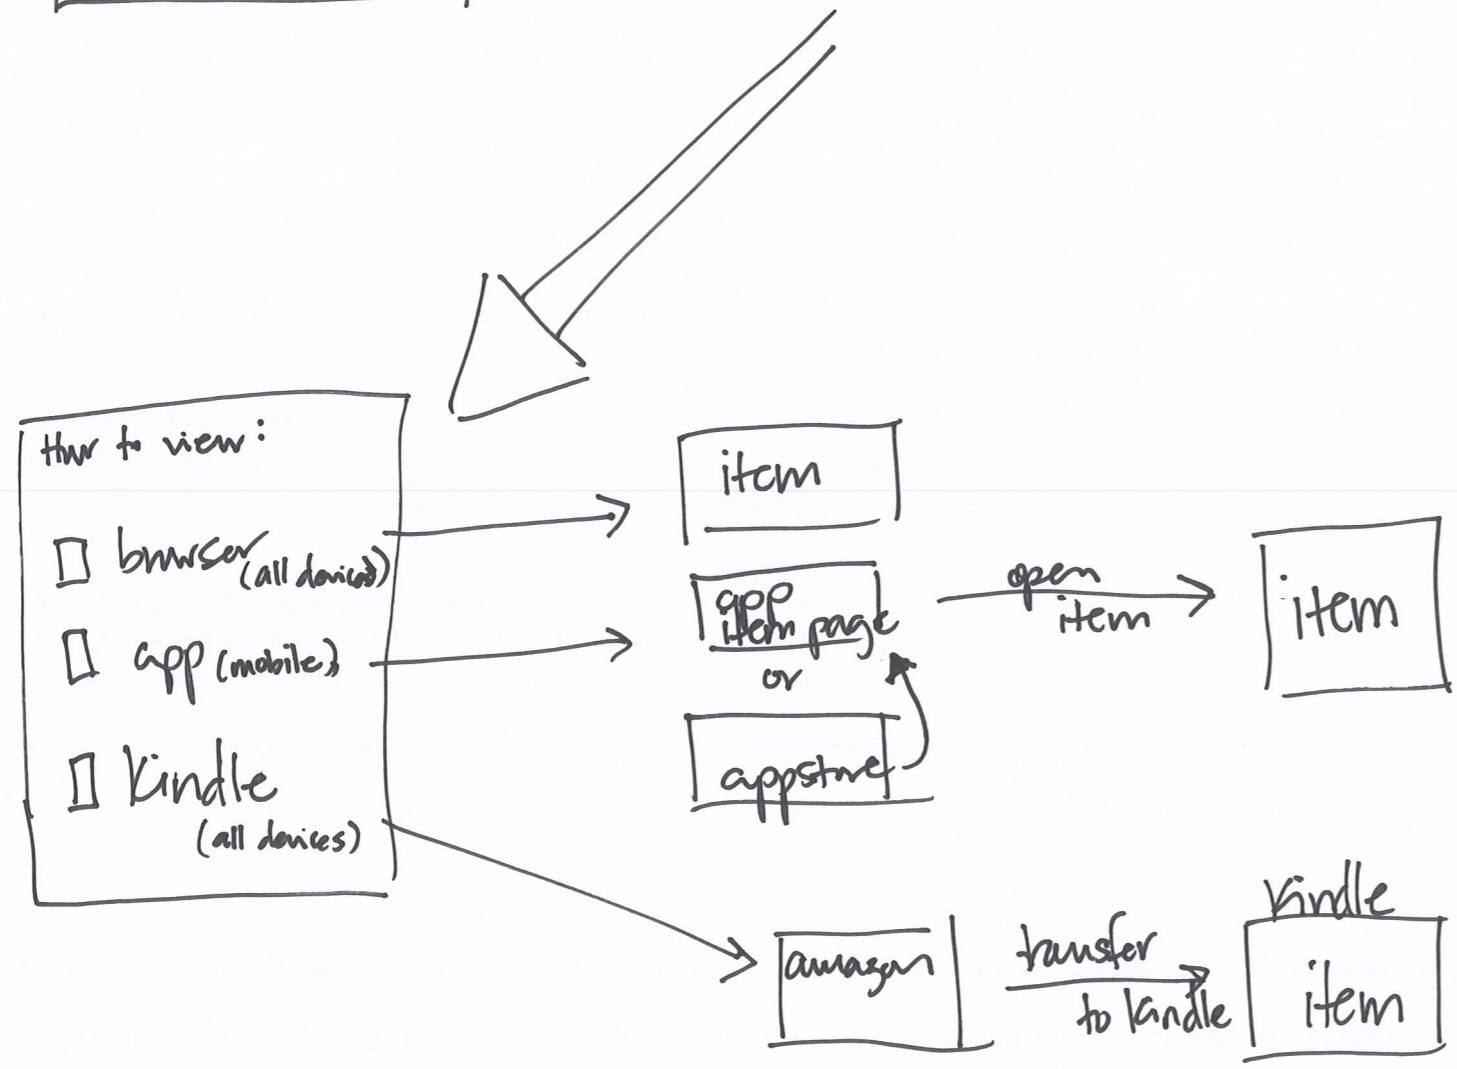 How to view:
browser (all devices)
app (mobile)
Kindle
(all devices)
item
app
item page
or
appstore
open
item
item
amazon
transfer
to Kindle
Kindle
item